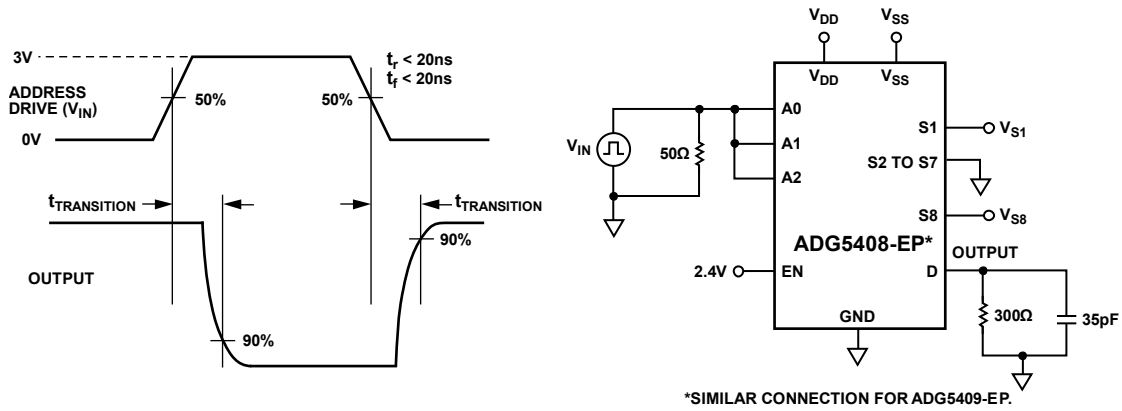 3V
ADDRESS
DRIVE (VIN)
0V
50%
50%
tr < 20ns
tf < 20ns
tTRANSITION
tTRANSITION
OUTPUT
90%
90%
VDD
VSS
VDD
VSS
VIN
50Ω
A0
A1
A2
S1
VS1
S2 TO S7
S8
VS8
ADG5408-EP*
OUTPUT
2.4V
EN
D
GND
300Ω
35pF
*SIMILAR CONNECTION FOR ADG5409-EP.